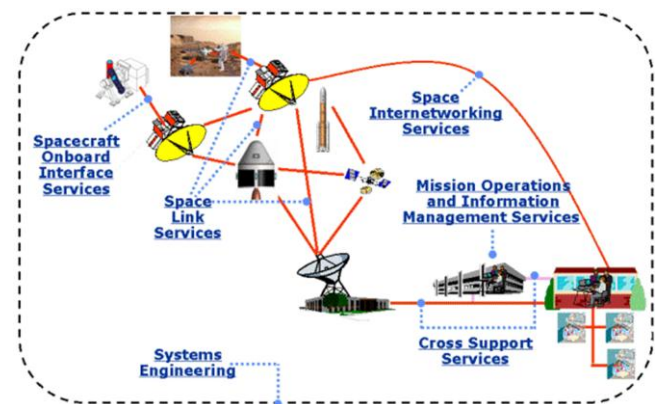 Space
Internetworking
Services
Spacecraft
Onboard
Interface
Services
Mission Operations
and Information
Management Services
Space
Link
Services
Cross Support
Services
Systems
Engineering